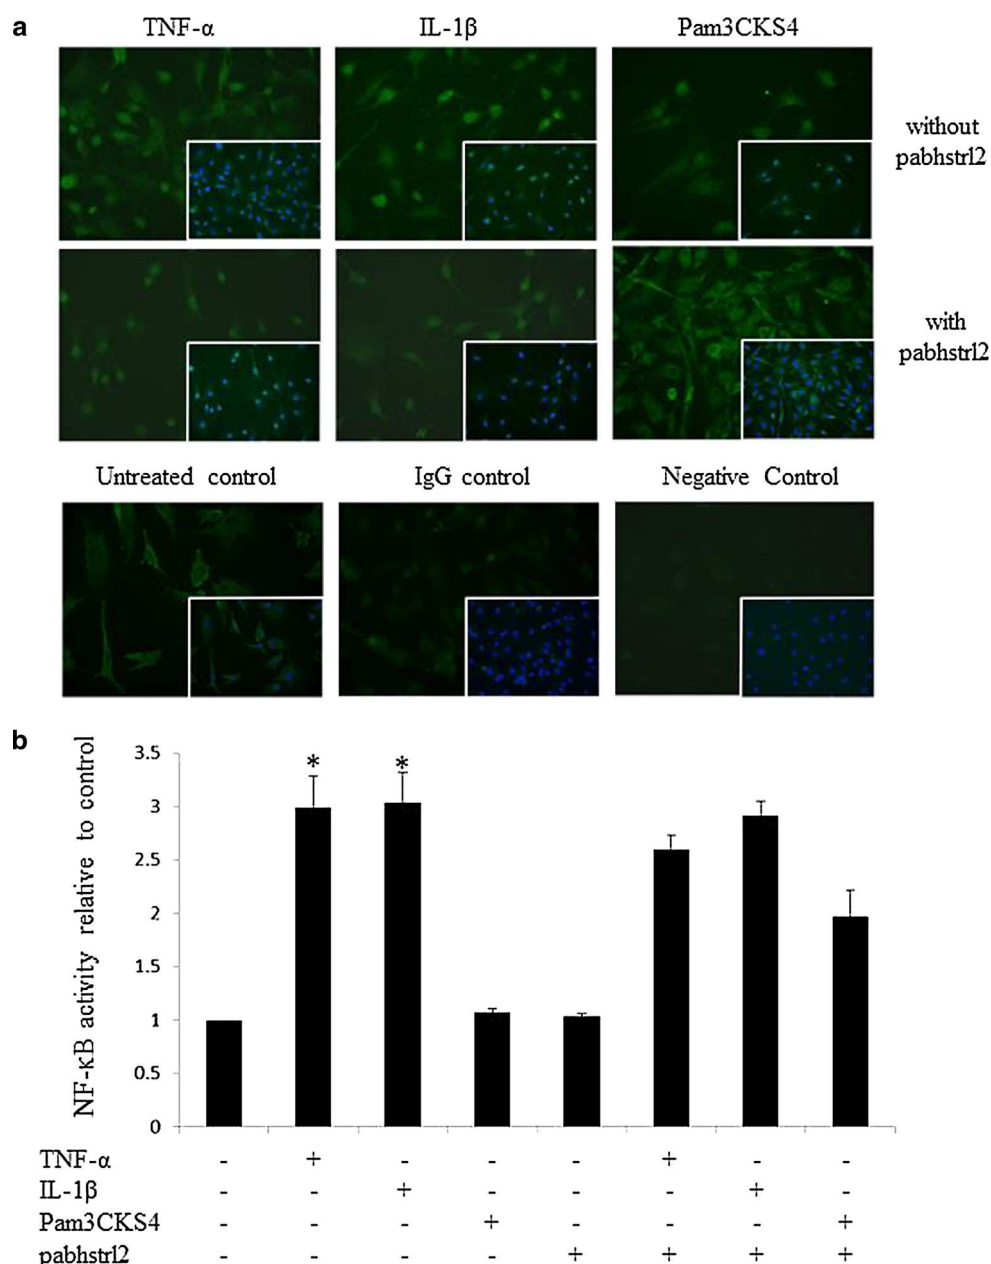 a
TNF-α IL-1β Pam3CKS4
without
pabhstrl2
with
pabhstrl2
Untreated control IgG control Negative Control
b
NF-κB activity relative to control
3.5
3
2.5
2
1.5
1
0.5
0
* *
TNF-α - + - - - + - -
IL-1β - - + - - - + -
Pam3CKS4 - - - + - - - +
pabhstrl2 - - - - + + + +